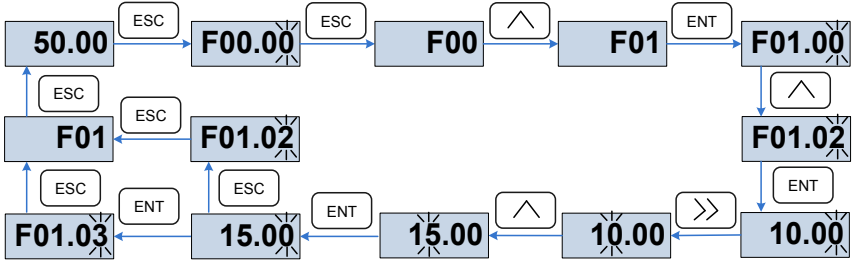 ESC ESC ENT
50.00 F00.00 F00 F01 F01.00
ESC ESC
F01 F01.02 F01.02
ESC ENT ESC ENT ENT
F01.03 15.00 15.00 10.00 10.00